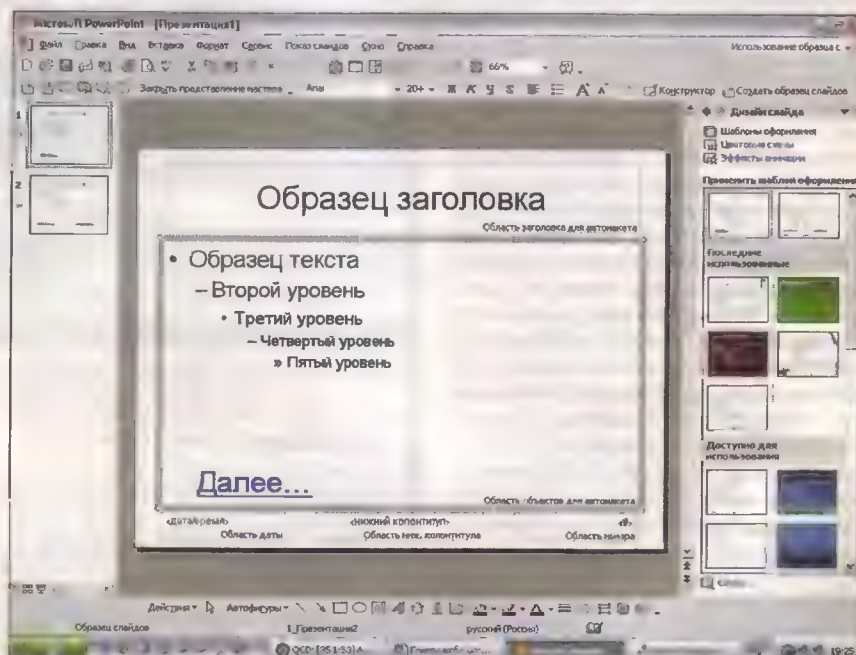 Microsoft PowerPoint - [Презентация1]
Файл Правка Вид Вставка Формат Сервис Показ слайдов Окно Справка
Использование образца с
66%
Закрыть представление мастера Arial 20 Ж К Ч S Конструктор Создать образец слайдов
1
Дизайн слайда
Шаблоны оформления
Цветовые схемы
Эффекты анимации
2
Применить шаблон оформления
Образец заголовка
Область заголовка для автомакета
• Образец текста
– Второй уровень
• Третий уровень
– Четвертый уровень
» Пятый уровень
Последние
использованные
Доступно для
использования
Далее...
Область объектов для автомакета
<дата/время>
<нижний колонтитул>
<#>
Область даты
Область ниж. колонтитула
Область номера
Действия Автофигуры
Образец слайдов
1_Презентация2
русский (Россия)
19:25